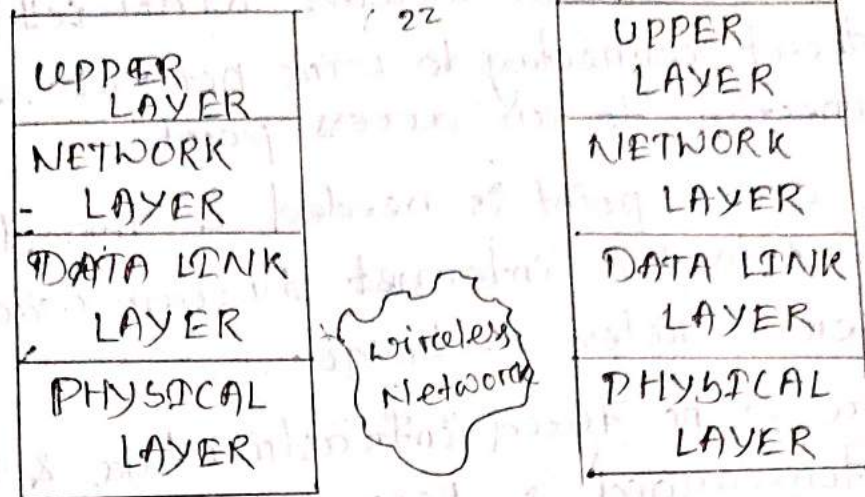 22
UPPER
LAYER
NETWORK
- LAYER
DATA LINK
LAYER
PHYSICAL
LAYER
wireless
Network
UPPER
LAYER
NETWORK
LAYER
DATA LINK
LAYER
PHYSICAL
LAYER